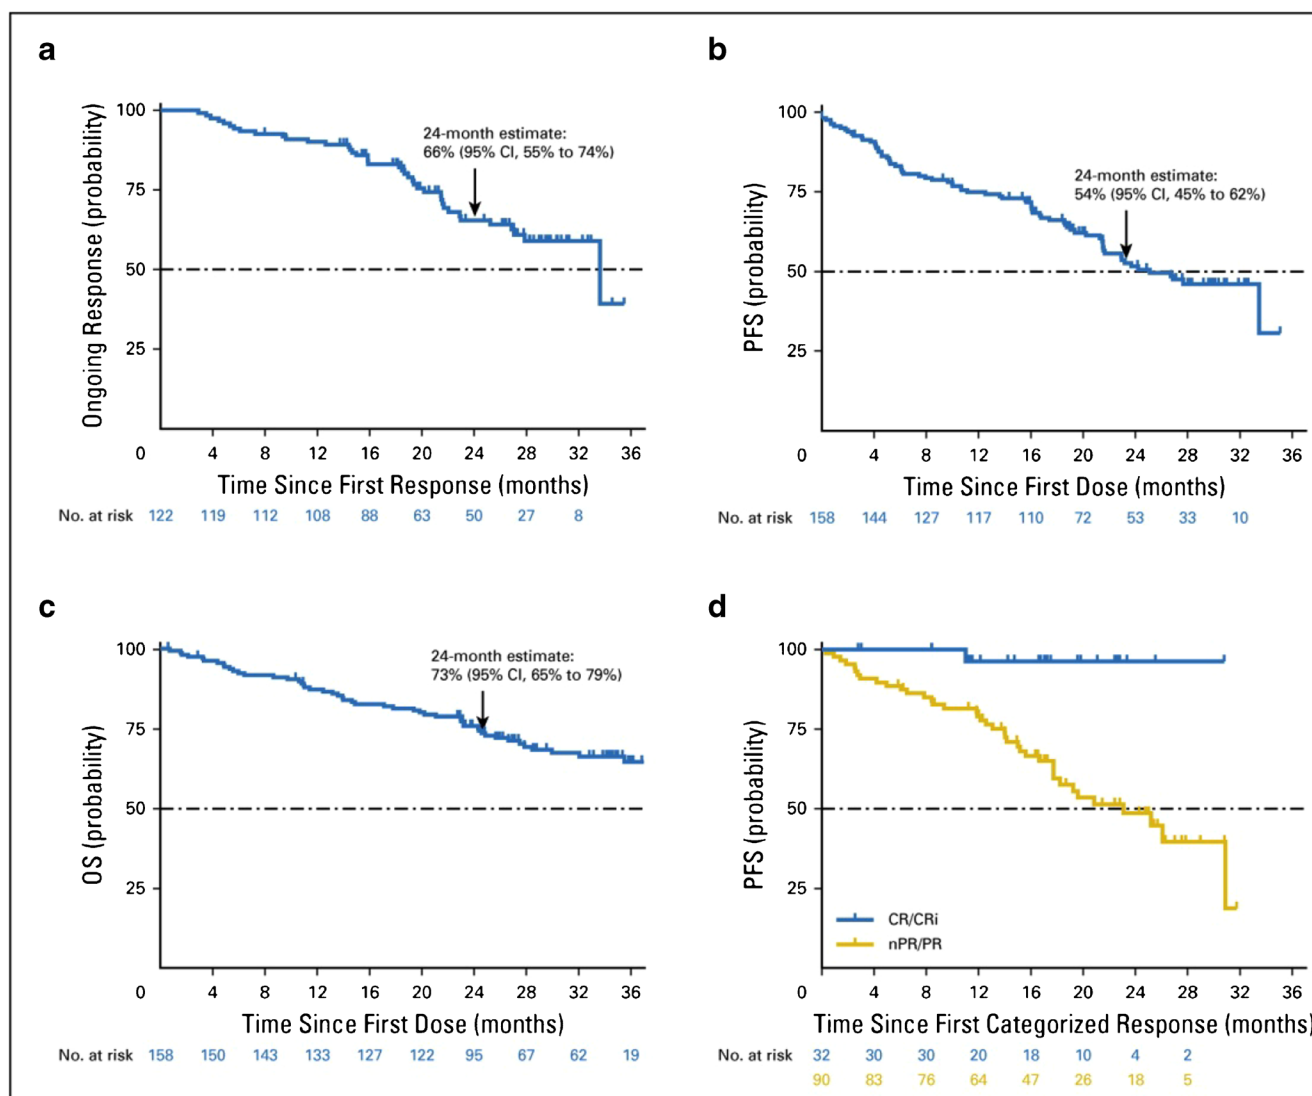 a
Ongoing Response (probability)
100
75
50
25
24-month estimate:
66% (95% CI, 55% to 74%)
0 4 8 12 16 20 24 28 32 36
Time Since First Response (months)
No. at risk 122 119 112 108 88 63 50 27 8
b
PFS (probability)
100
75
50
25
24-month estimate:
54% (95% CI, 45% to 62%)
0 4 8 12 16 20 24 28 32 36
Time Since First Dose (months)
No. at risk 158 144 127 117 110 72 53 33 10
c
OS (probability)
100
75
50
25
24-month estimate:
73% (95% CI, 65% to 79%)
0 4 8 12 16 20 24 28 32 36
Time Since First Dose (months)
No. at risk 158 150 143 133 127 122 95 67 62 19
d
PFS (probability)
100
75
50
25
CR/CRi
nPR/PR
0 4 8 12 16 20 24 28 32 36
Time Since First Categorized Response (months)
No. at risk 32 30 30 20 18 10 4 2
90 83 76 64 47 26 18 5